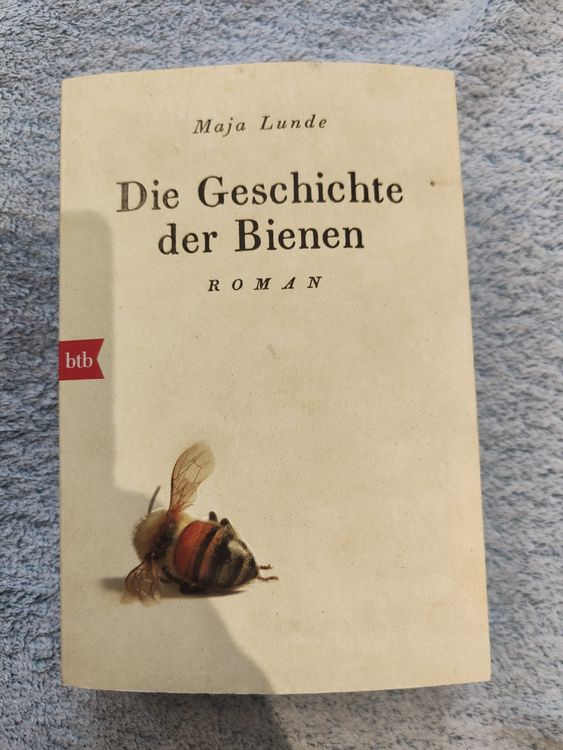 Maja Lunde
Die Geschichte
der Bienen
ROMAN
btb